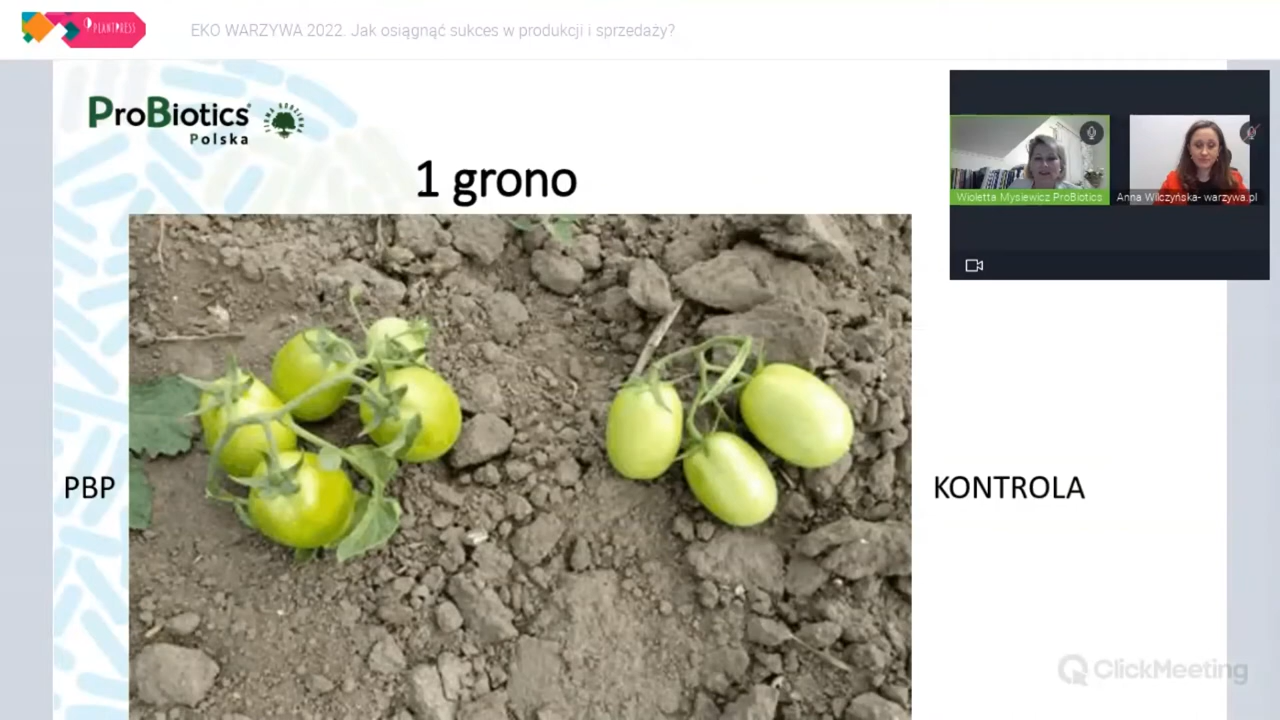 PLANTPRESS
EKO WARZYWA 2022. Jak osiągnąć sukces w produkcji i sprzedaży?
ProBiotics
Polska
1 grono
Wioletta Mysiewicz ProBiotics
Anna Wilczyńska- warzywa.pl
PBP
KONTROLA
ClickMeeting